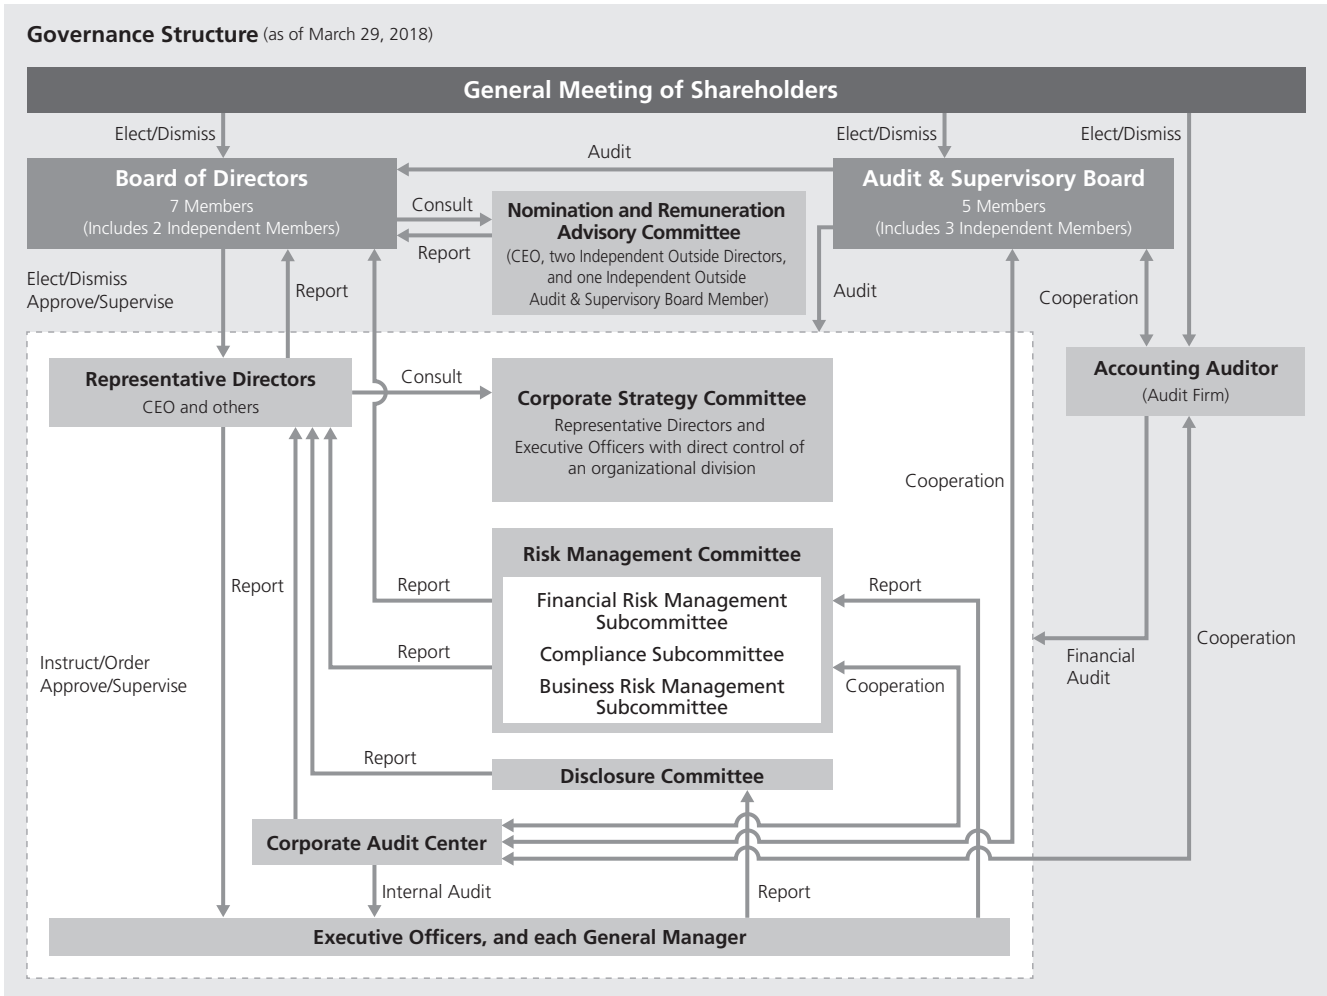 Governance Structure (as of March 29, 2018)
General Meeting of Shareholders
Elect/Dismiss
Elect/Dismiss
Elect/Dismiss
Audit
Board of Directors
7 Members
(Includes 2 Independent Members)
Consult
Report
Nomination and Remuneration
Advisory Committee
(CEO, two Independent Outside Directors,
and one Independent Outside
Audit & Supervisory Board Member)
Audit & Supervisory Board
5 Members
(Includes 3 Independent Members)
Elect/Dismiss
Approve/Supervise
Report
Audit
Cooperation
Representative Directors
CEO and others
Consult
Corporate Strategy Committee
Representative Directors and
Executive Officers with direct control of
an organizational division
Accounting Auditor
(Audit Firm)
Cooperation
Risk Management Committee
Financial Risk Management
Subcommittee
Compliance Subcommittee
Business Risk Management
Subcommittee
Report
Report
Report
Report
Cooperation
Instruct/Order
Approve/Supervise
Financial
Audit
Cooperation
Report
Disclosure Committee
Corporate Audit Center
Internal Audit
Report
Executive Officers, and each General Manager